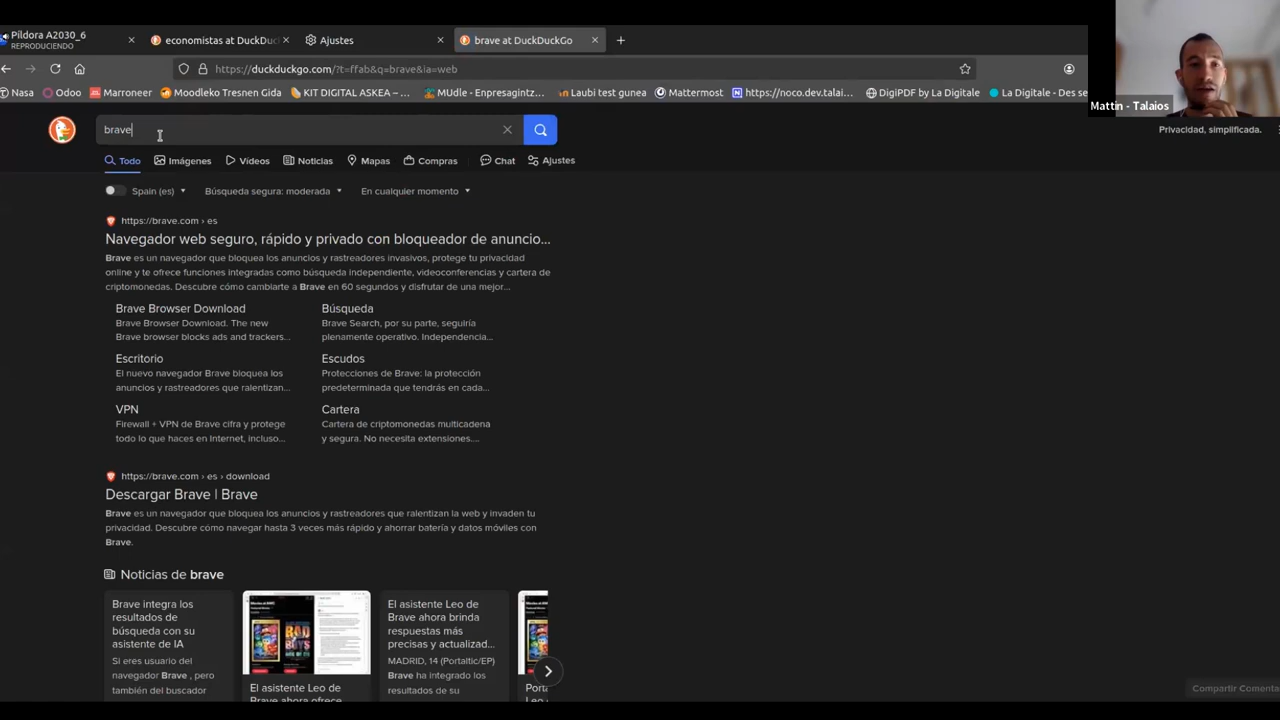 Píldora A2030_6
REPRODUCIENDO
economistas at DuckDuc
Ajustes
brave at DuckDuckGo
https://duckduckgo.com/?t=ffab&q=brave&ia=web
Nasa
Odoo
Marroneer
Moodleko Tresnen Gida
KIT DIGITAL ASKEA – ...
MUdle - Enpresagintz...
Laubi test gunea
Mattermost
https://noco.dev.talai...
DigiPDF by La Digitale
La Digitale - Des se
Mattin - Talaios
brave
Privacidad, simplificada.
Todo
Imágenes
Vídeos
Noticias
Mapas
Compras
Chat
Ajustes
Spain (es)
Búsqueda segura: moderada
En cualquier momento
https://brave.com › es
Navegador web seguro, rápido y privado con bloqueador de anuncio...
Brave es un navegador que bloquea los anuncios y rastreadores invasivos, protege tu privacidad
online y te ofrece funciones integradas como búsqueda independiente, videoconferencias y cartera de
criptomonedas. Descubre cómo cambiarte a Brave en 60 segundos y disfrutar de una mejor...
Brave Browser Download
Brave Browser Download. The new
Brave browser blocks ads and trackers...
Búsqueda
Brave Search, por su parte, seguiría
plenamente operativo. Independencia...
Escritorio
El nuevo navegador Brave bloquea los
anuncios y rastreadores que ralentizan...
Escudos
Protecciones de Brave: la protección
predeterminada que tendrás en cada...
VPN
Firewall + VPN de Brave cifra y protege
todo lo que haces en Internet, incluso...
Cartera
Cartera de criptomonedas multicadena
y segura. No necesita extensiones....
https://brave.com › es › download
Descargar Brave | Brave
Brave es un navegador que bloquea los anuncios y rastreadores que ralentizan la web y invaden tu
privacidad. Descubre cómo navegar hasta 3 veces más rápido y ahorrar batería y datos móviles con
Brave.
Noticias de brave
Brave integra los
resultados de
búsqueda con su
asistente de IA
Si eres usuario del
navegador Brave , pero
también del buscador
El asistente Leo de
Brave ahora ofrece
El asistente Leo de
Brave ahora brinda
respuestas más
precisas y actualizad...
MADRID, 14 (Portaltic/EP)
Brave ha integrado los
resultados de su
Compartir Comenta